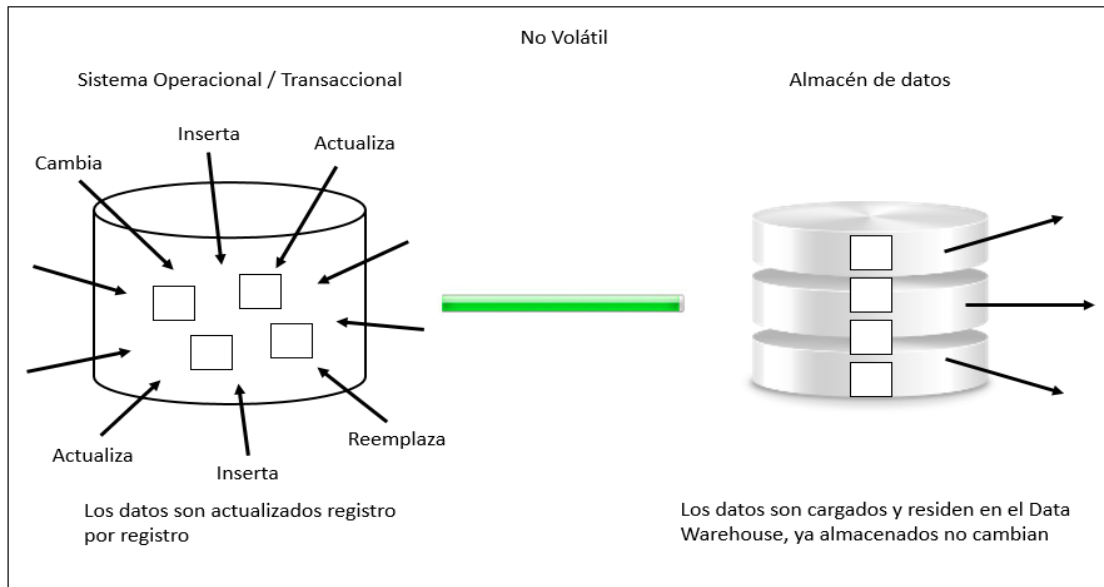 No Volátil
Sistema Operacional / Transaccional
Almacén de datos
Inserta
Actualiza
Cambia
Actualiza
Inserta
Reemplaza
Los datos son actualizados registro
por registro
Los datos son cargados y residen en el Data
Warehouse, ya almacenados no cambian